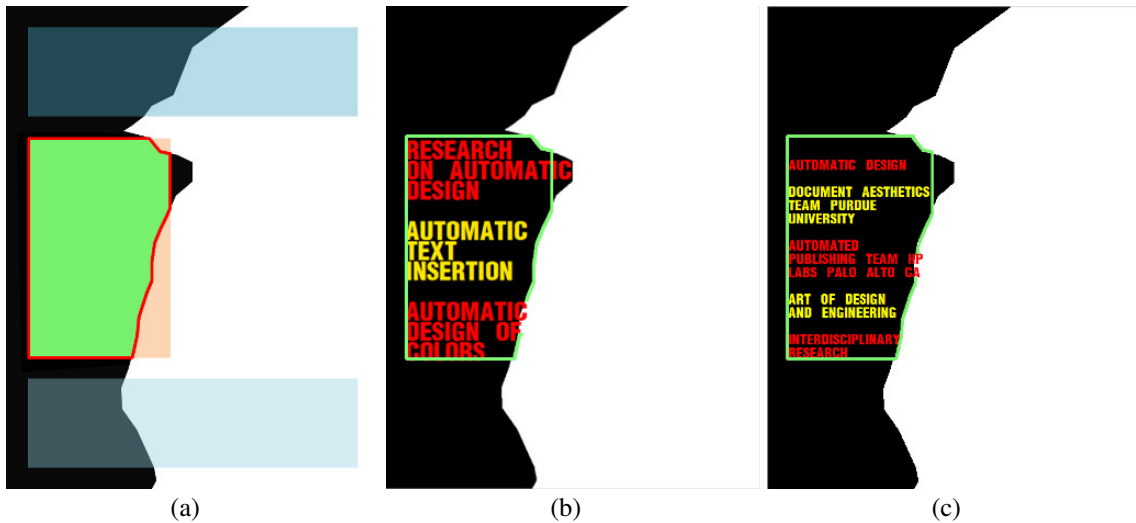 RESEARCH
ON AUTOMATIC
DESIGN
AUTOMATIC
TEXT
INSERTION
AUTOMATIC
DESIGN OF
COLORS
AUTOMATIC DESIGN
DOCUMENT AESTHETICS
TEAM PURDUE
UNIVERSITY
AUTOMATED
PUBLISHING TEAM HP
LABS PALO ALTO CA
ART OF DESIGN
AND ENGINEERING
INTERDISCIPLINARY
RESEARCH
(a)
(b)
(c)